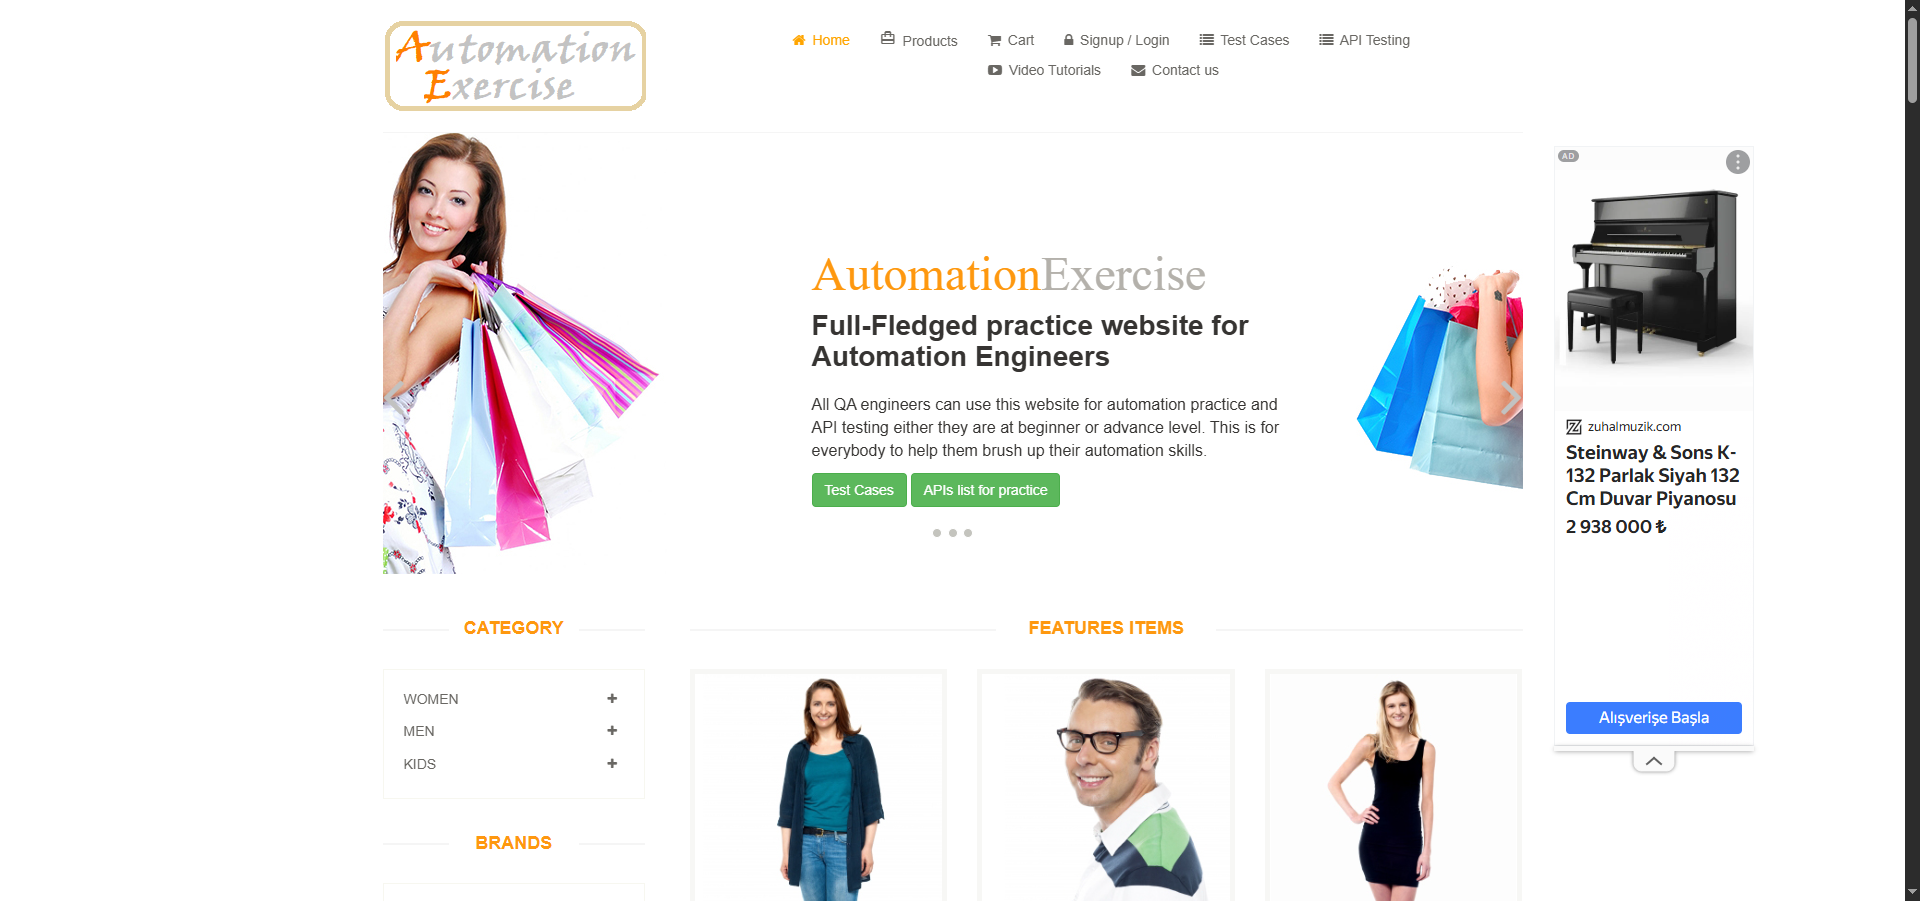 Automation
Exercise
Home
Products
Cart
Signup / Login
Test Cases
API Testing
Video Tutorials
Contact us
AutomationExercise
Full-Fledged practice website for
Automation Engineers
All QA engineers can use this website for automation practice and
API testing either they are at beginner or advance level. This is for
everybody to help them brush up their automation skills.
Test Cases
APIs list for practice
AD
zuhalmuzik.com
Steinway & Sons K-
132 Parlak Siyah 132
Cm Duvar Piyanosu
2 938 000 ₺
Alışverişe Başla
CATEGORY
WOMEN
MEN
KIDS
BRANDS
FEATURES ITEMS